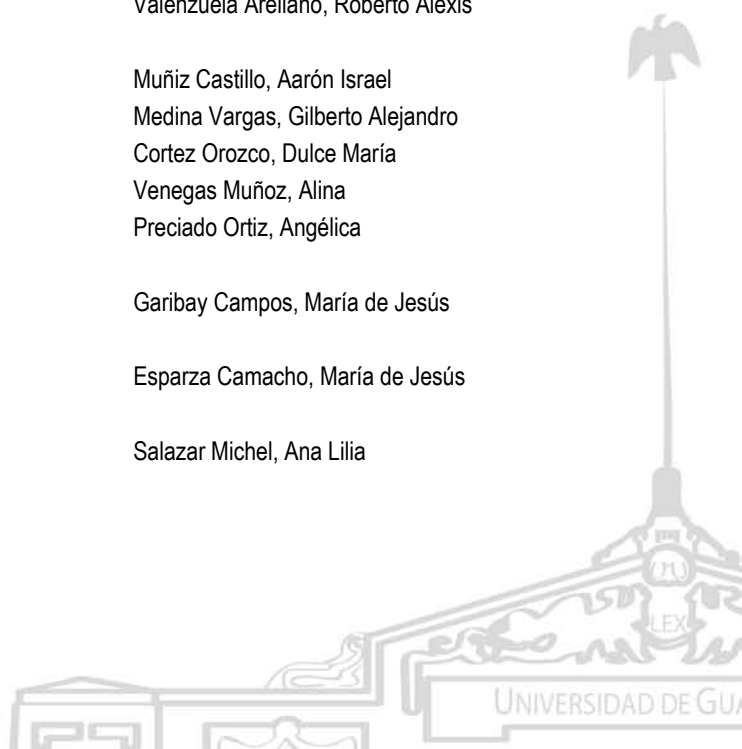 Valenzuela Arellano, Roberto Alexis
Muñiz Castillo, Aarón Israel
Medina Vargas, Gilberto Alejandro
Cortez Orozco, Dulce María
Venegas Muñoz, Alina
Preciado Ortiz, Angélica
Garibay Campos, María de Jesús
Esparza Camacho, María de Jesús
Salazar Michel, Ana Lilia
LEX
UNIVERSIDAD DE GUA